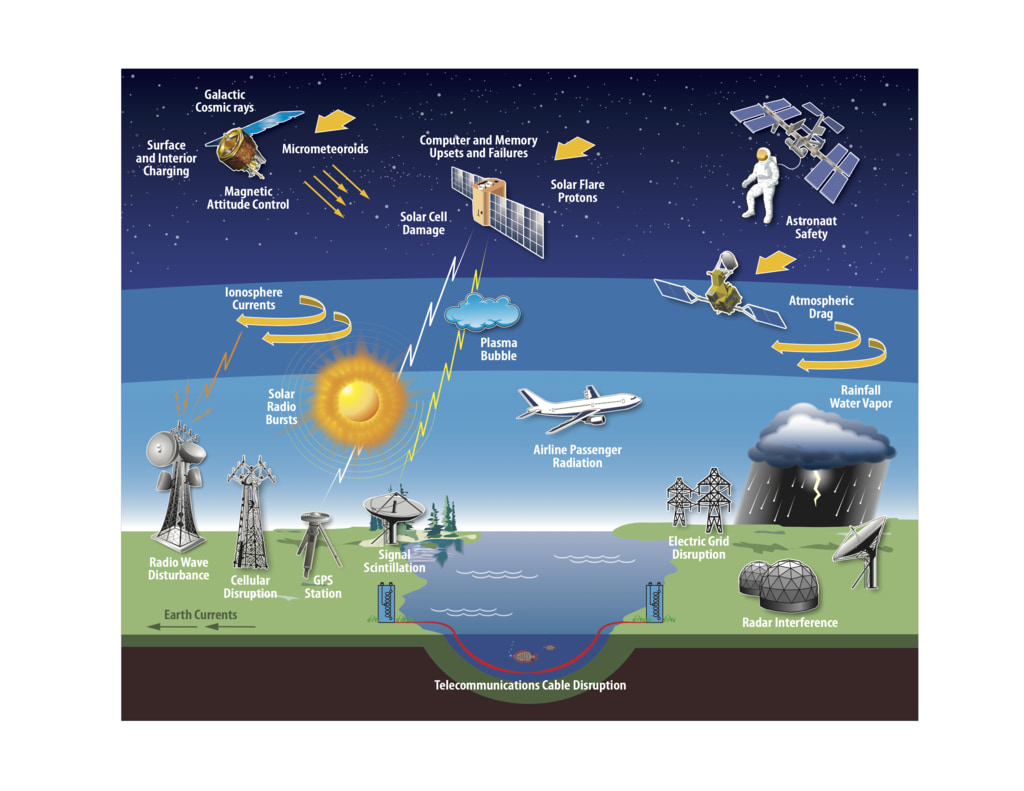 Galactic
Cosmic rays
Surface
and Interior
Charging
Micrometeoroids
Magnetic
Attitude Control
Computer and Memory
Upsets and Failures
Solar Flare
Protons
Solar Cell
Damage
Astronaut
Safety
Ionosphere
Currents
Atmospheric
Drag
Plasma
Bubble
Solar
Radio
Bursts
Rainfall
Water Vapor
Airline Passenger
Radiation
Radio Wave
Disturbance
Cellular
Disruption
GPS
Station
Signal
Scintillation
Electric Grid
Disruption
Earth Currents
Radar Interference
Telecommunications Cable Disruption